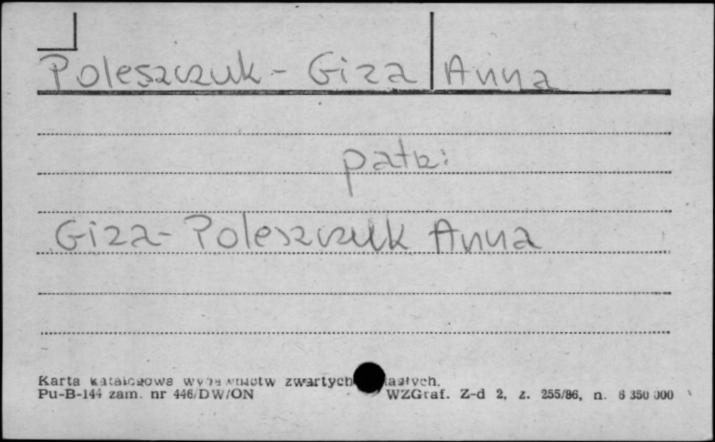 Poleszczuk - Giza Anna
patrz:
Giza - Poleszczuk Anna
Karta katalogowa wydawnictw zwartych
Pu-B-144 zam. nr 446/DW/ON WZGraf. Z-d 2, z. 255/86, n. 6 350 000